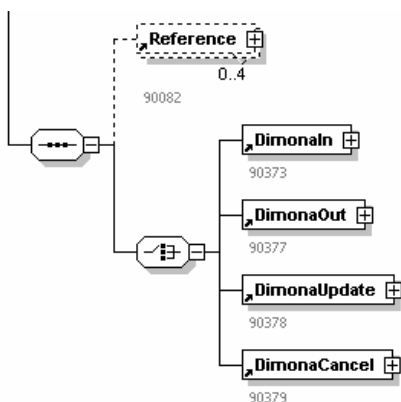 Reference
0..4
90082
DimonaIn
90373
DimonaOut
90377
DimonaUpdate
90378
DimonaCancel
90379